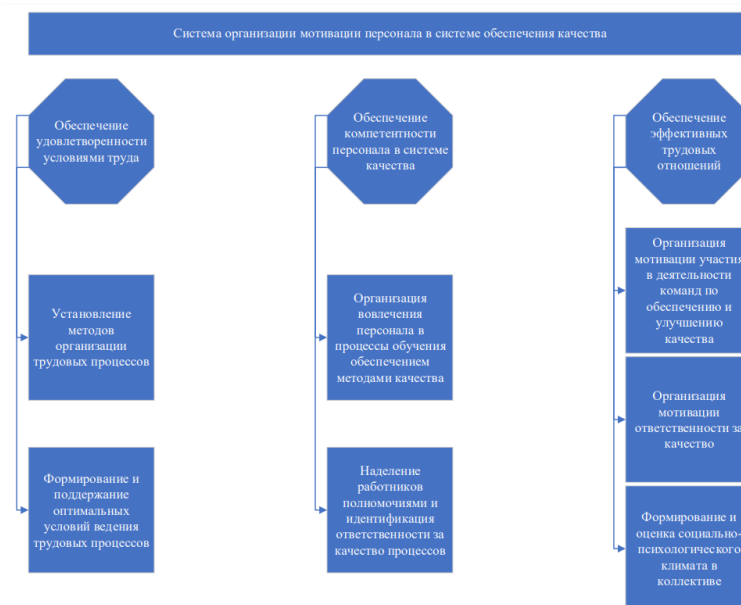 Система организации мотивации персонала в системе обеспечения качества
Обеспечение
удовлетворенности
условиями труда
Обеспечение
компетентности
персонала в системе
качества
Обеспечение
эффективных
трудовых
отношений
Установление
методов
организации
трудовых процессов
Организация
вовлечения
персонала в
процессы обучения
обеспечением
методами качества
Организация
мотивации участия
в деятельности
команд по
обеспечению и
улучшению
качества
Организация
мотивации
ответственности за
качество
Формирование и
поддержание
оптимальных
условий ведения
трудовых процессов
Наделение
работников
полномочиями и
идентификация
ответственности за
качество процессов
Формирование и
оценка социально-
психологического
климата в
коллективе